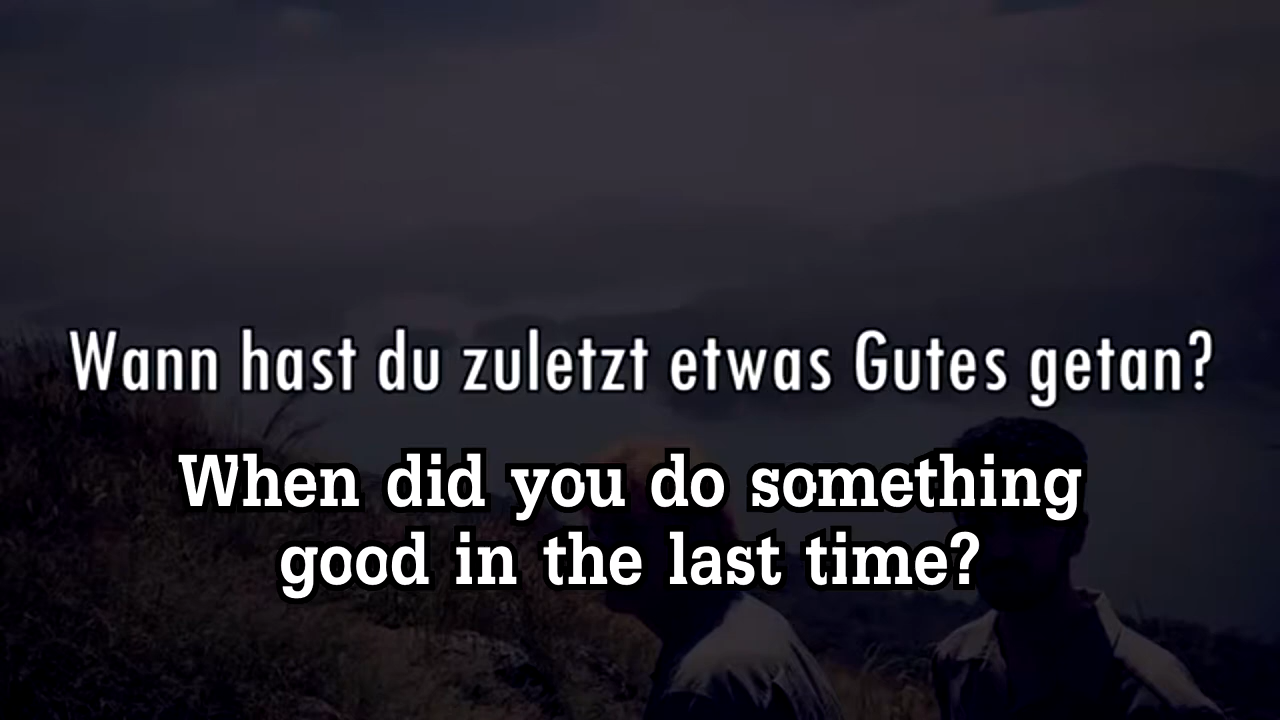 Wann hast du zuletzt etwas Gutes getan?
When did you do something
good in the last time?